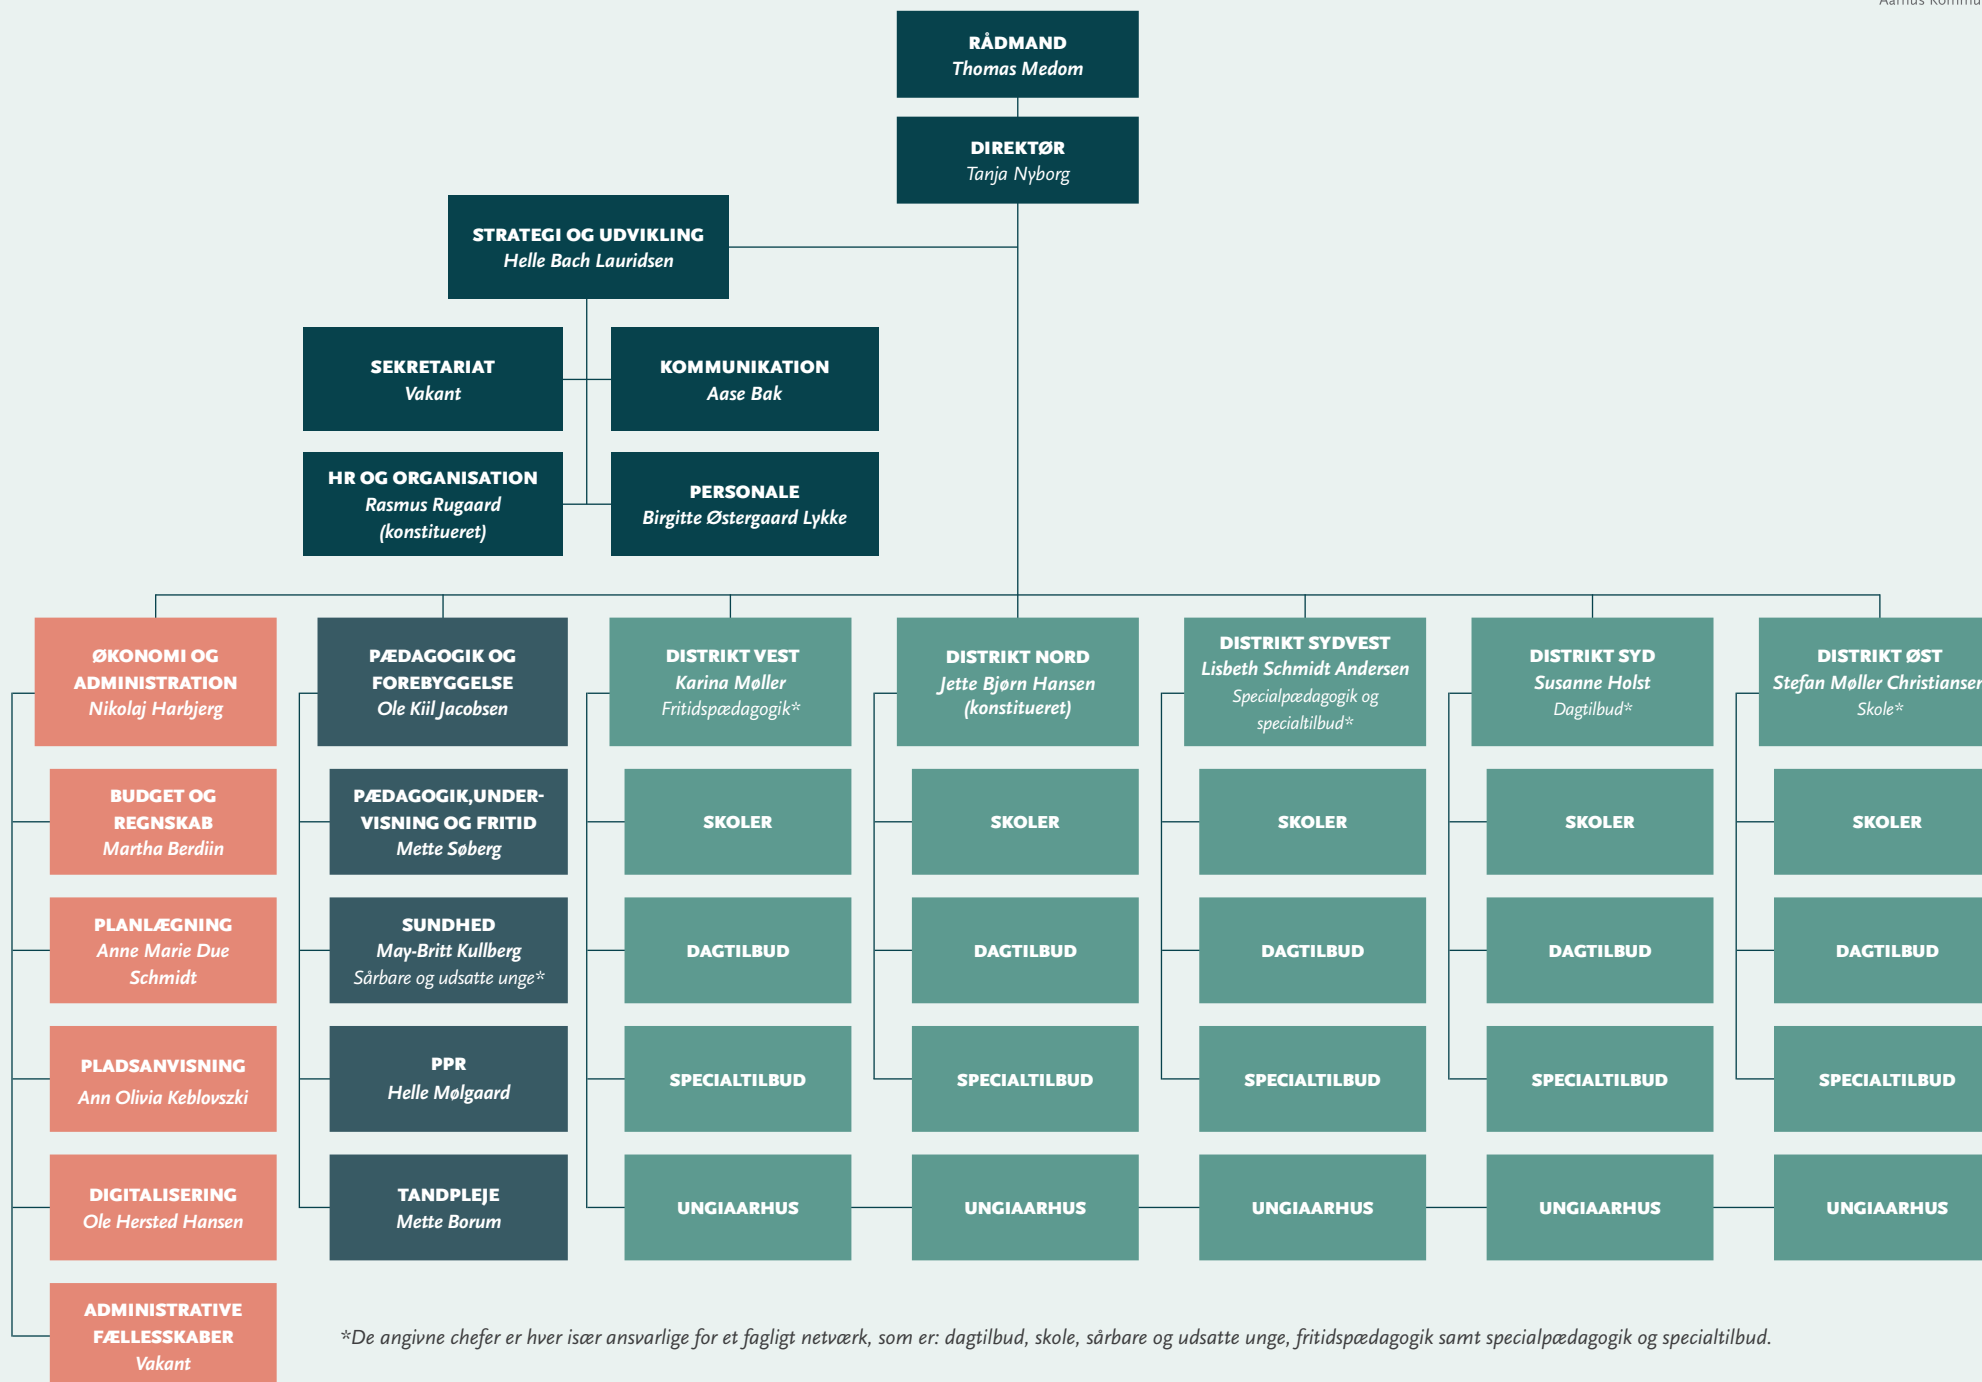 Aarhus Kommu
RÅDMAND
Thomas Medom
DIREKTØR
Tanja Nyborg
STRATEGI OG UDVIKLING
Helle Bach Lauridsen
SEKRETARIAT
Vakant
KOMMUNIKATION
Aase Bak
HR OG ORGANISATION
Rasmus Rugaard
(konstitueret)
PERSONALE
Birgitte Østergaard Lykke
ØKONOMI OG
ADMINISTRATION
Nikolaj Harbjerg
BUDGET OG
REGNSKAB
Martha Berdiin
PLANLÆGNING
Anne Marie Due
Schmidt
PLADSANVISNING
Ann Olivia Keblovszki
DIGITALISERING
Ole Hersted Hansen
ADMINISTRATIVE
FÆLLESSKABER
Vakant
PÆDAGOGIK OG
FOREBYGGELSE
Ole Kiil Jacobsen
PÆDAGOGIK,UNDER-
VISNING OG FRITID
Mette Søberg
SUNDHED
May-Britt Kullberg
Sårbare og udsatte unge*
PPR
Helle Mølgaard
TANDPLEJE
Mette Borum
DISTRIKT VEST
Karina Møller
Fritidspædagogik*
SKOLER
DAGTILBUD
SPECIALTILBUD
UNGIAARHUS
DISTRIKT NORD
Jette Bjørn Hansen
(konstitueret)
SKOLER
DAGTILBUD
SPECIALTILBUD
UNGIAARHUS
DISTRIKT SYDVEST
Lisbeth Schmidt Andersen
Specialpædagogik og
specialtilbud*
SKOLER
DAGTILBUD
SPECIALTILBUD
UNGIAARHUS
DISTRIKT SYD
Susanne Holst
Dagtilbud*
SKOLER
DAGTILBUD
SPECIALTILBUD
UNGIAARHUS
DISTRIKT ØST
Stefan Møller Christiansen
Skole*
SKOLER
DAGTILBUD
SPECIALTILBUD
UNGIAARHUS
*De angivne chefer er hver især ansvarlige for et fagligt netværk, som er: dagtilbud, skole, sårbare og udsatte unge, fritidspædagogik samt specialpædagogik og specialtilbud.